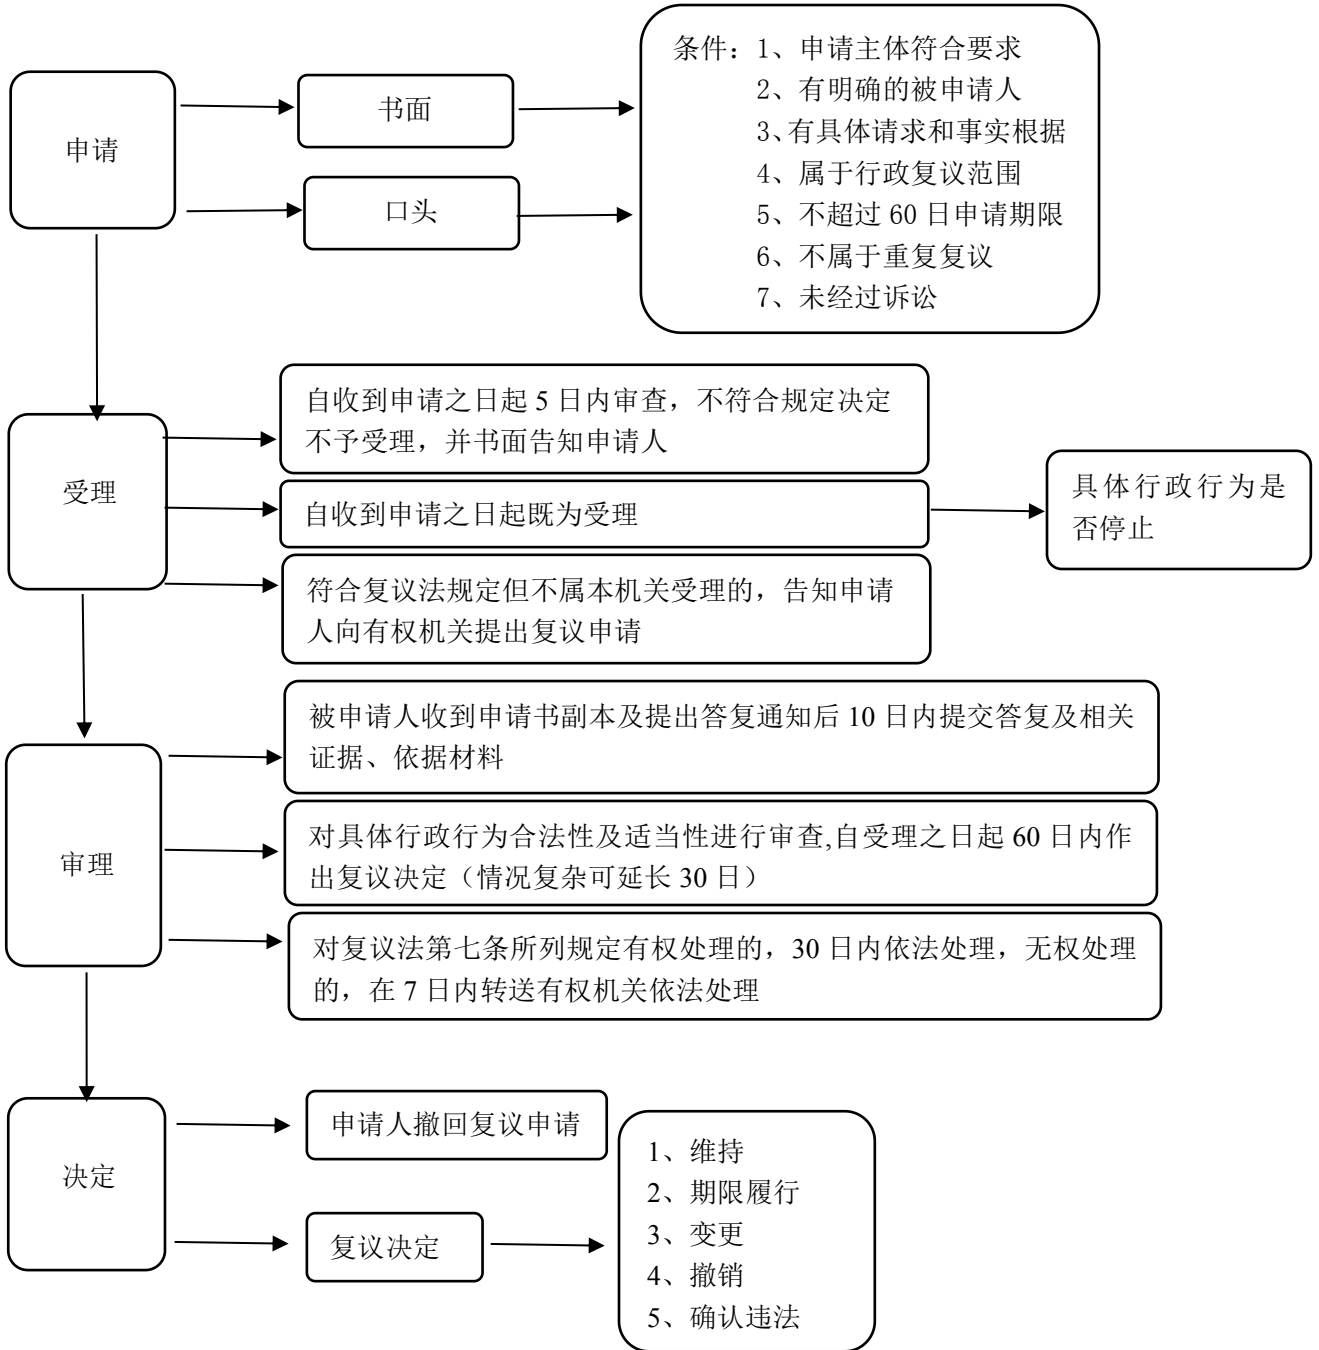 申请
书面
口头
条件：1、申请主体符合要求
2、有明确的被申请人
3、有具体请求和事实根据
4、属于行政复议范围
5、不超过 60 日申请期限
6、不属于重复复议
7、未经过诉讼
受理
自收到申请之日起 5 日内审查，不符合规定决定
不予受理，并书面告知申请人
自收到申请之日起既为受理
具体行政行为是
否停止
符合复议法规定但不属本机关受理的，告知申请
人向有权机关提出复议申请
审理
被申请人收到申请书副本及提出答复通知后 10 日内提交答复及相关
证据、依据材料
对具体行政行为合法性及适当性进行审查,自受理之日起 60 日内作
出复议决定（情况复杂可延长 30 日）
对复议法第七条所列规定有权处理的，30 日内依法处理，无权处理
的，在 7 日内转送有权机关依法处理
决定
申请人撤回复议申请
复议决定
1、维持
2、期限履行
3、变更
4、撤销
5、确认违法